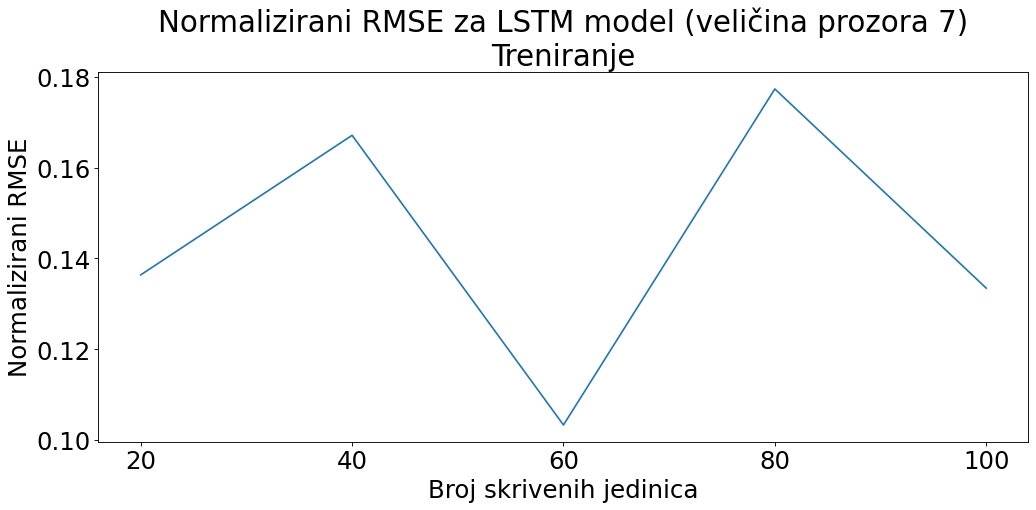 Normalizirani RMSE za LSTM model (veličina prozora 7)
Treniranje
Normalizirani RMSE
0.18
0.16
0.14
0.12
0.10
20 40 60 80 100
Broj skrivenih jedinica